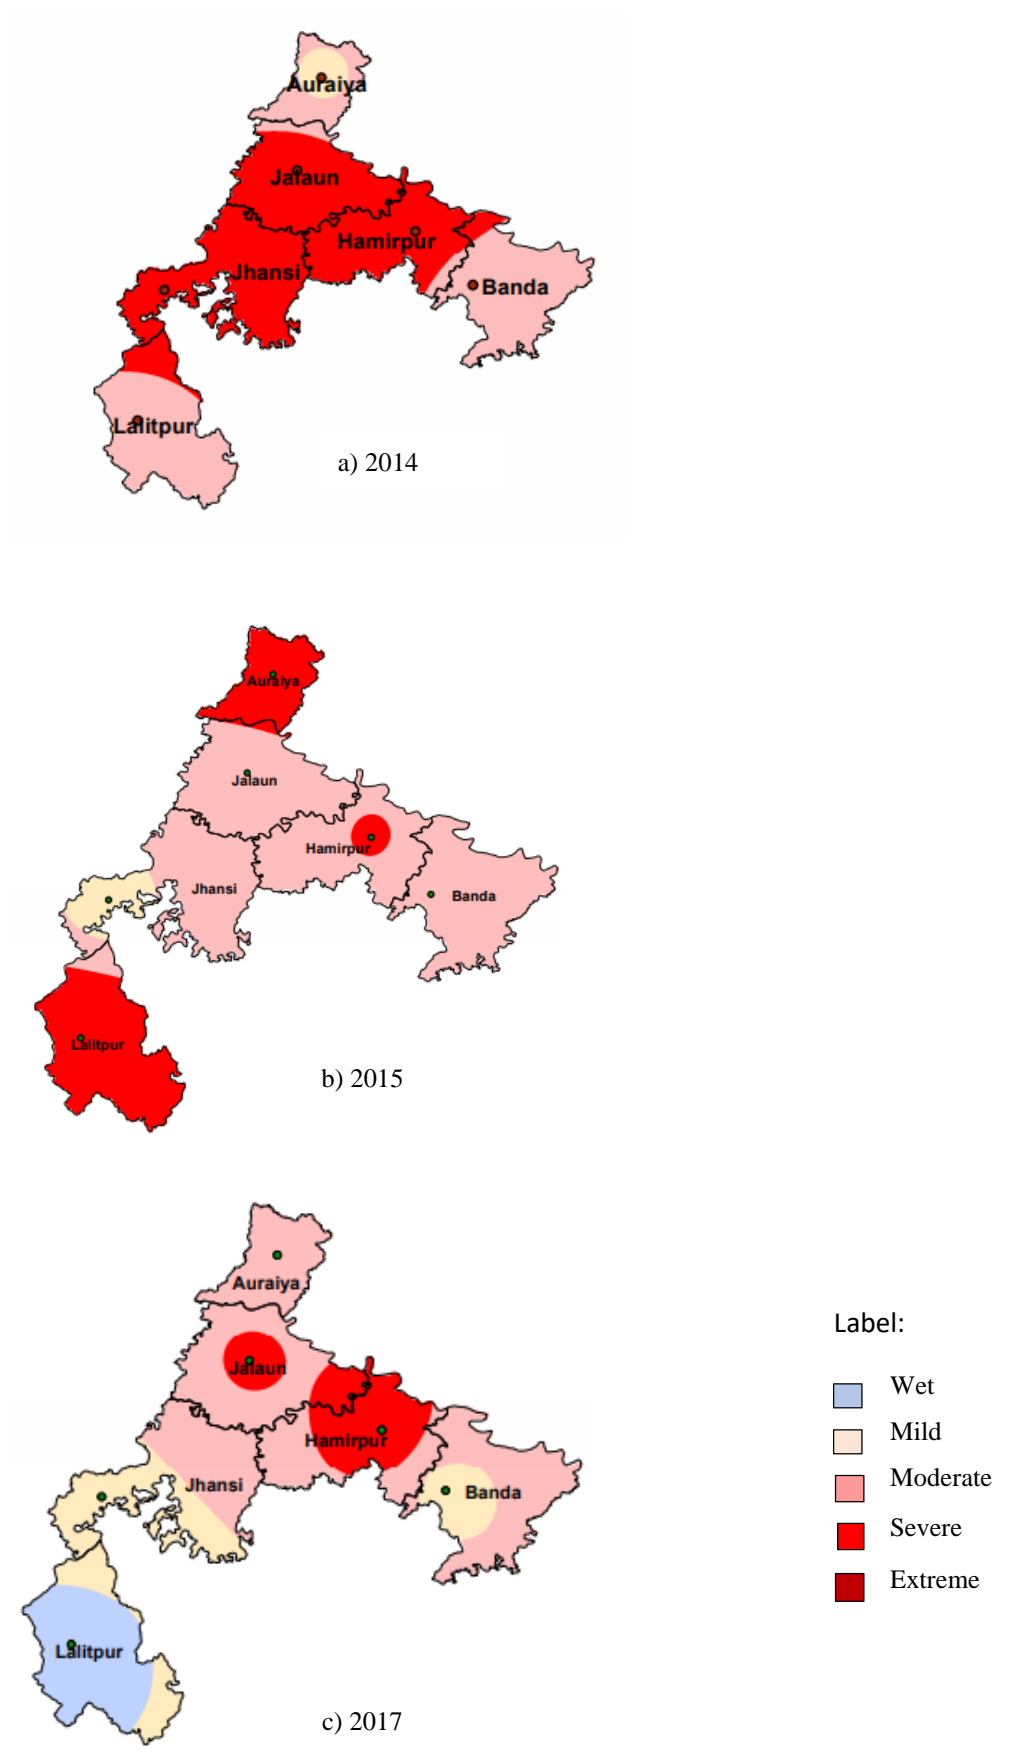 Auraiya
Jalaun
Hamirpur
Jhansi
Banda
Lalitpur
a) 2014
Auraiya
Jalaun
Hamirpur
Jhansi
Banda
Lalitpur
b) 2015
Auraiya
Jalaun
Hamirpur
Jhansi
Banda
Lalitpur
c) 2017
Label:
Wet
Mild
Moderate
Severe
Extreme